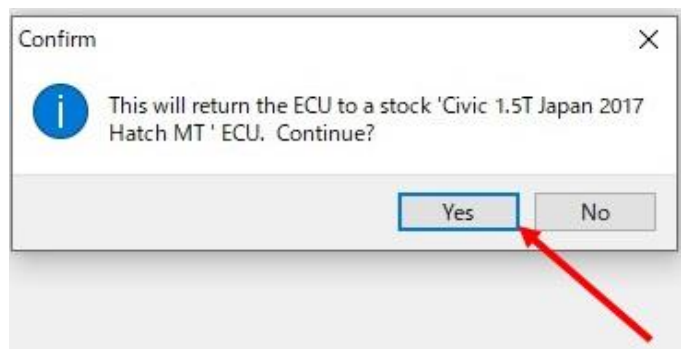 Confirm
This will return the ECU to a stock 'Civic 1.5T Japan 2017
Hatch MT ' ECU. Continue?
Yes
No